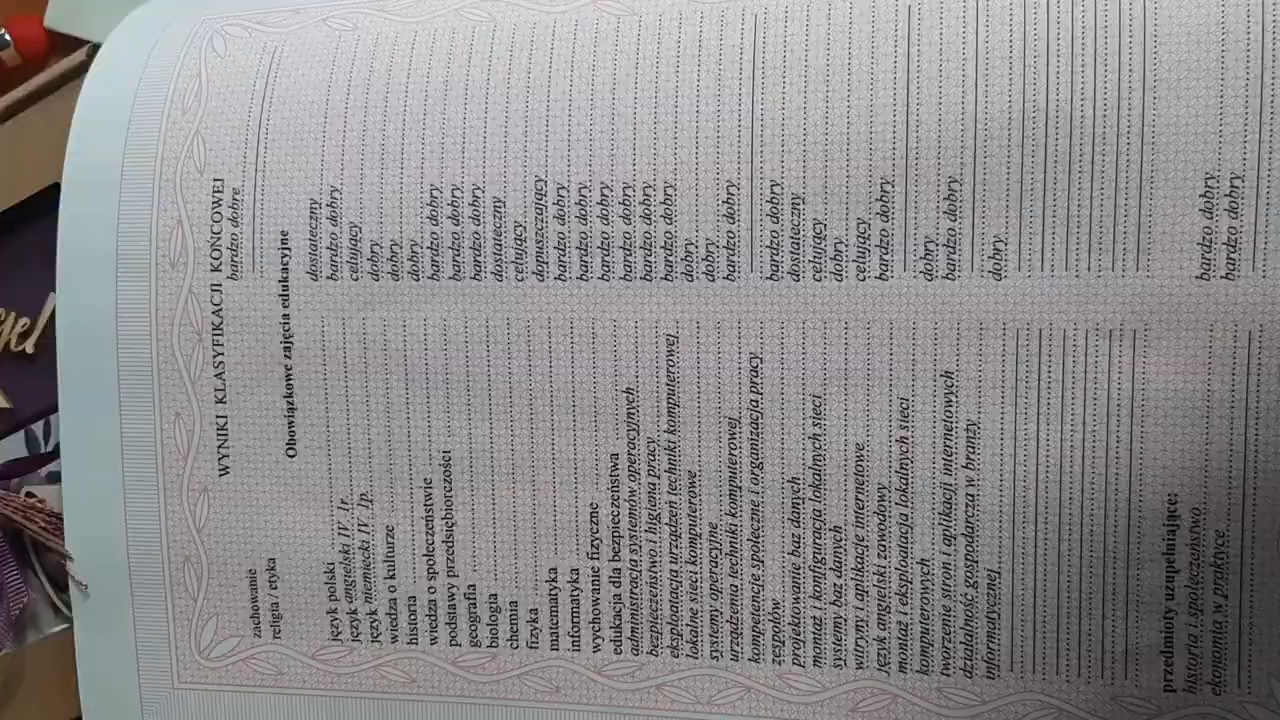 WYNIKI KLASYFIKACJI KOŃCOWEJ
zachowanie bardzo dobre
religia / etyka
Obowiązkowe zajęcia edukacyjne
język polski dostateczny
język angielski IV. 1r. bardzo dobry
język niemiecki IV. 1p. celujący
wiedza o kulturze dobry
historia dobry
wiedza o społeczeństwie dobry
podstawy przedsiębiorczości bardzo dobry
geografia bardzo dobry
biologia bardzo dobry
chemia dostateczny
fizyka celujący
matematyka dopuszczający
informatyka bardzo dobry
wychowanie fizyczne bardzo dobry
edukacja dla bezpieczeństwa bardzo dobry
administracja systemów operacyjnych bardzo dobry
bezpieczeństwo i higiena pracy bardzo dobry
eksploatacja urządzeń techniki komputerowej bardzo dobry
lokalne sieci komputerowe dobry
systemy operacyjne dobry
urządzenia techniki komputerowej bardzo dobry
kompetencje społeczne i organizacja pracy
zespołów bardzo dobry
projektowanie baz danych dostateczny
montaż i konfiguracja lokalnych sieci celujący
systemy baz danych dobry
witryny i aplikacje internetowe celujący
język angielski zawodowy bardzo dobry
montaż i eksploatacja lokalnych sieci
komputerowych dobry
tworzenie stron i aplikacji internetowych bardzo dobry
działalność gospodarcza w branży
informatycznej dobry
przedmioty uzupełniające:
historia i społeczeństwo bardzo dobry
ekonomia w praktyce bardzo dobry